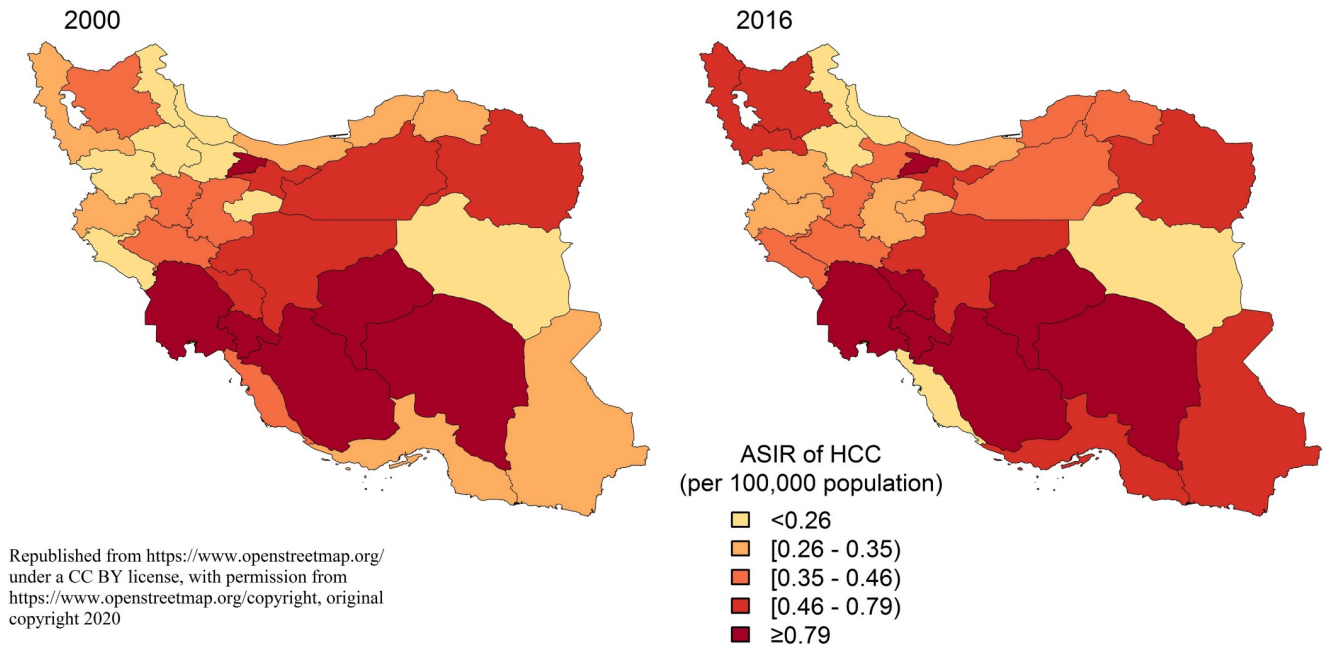 2000
2016
ASIR of HCC
(per 100,000 population)
<0.26
[0.26 - 0.35)
[0.35 - 0.46)
[0.46 - 0.79)
≥0.79
Republished from https://www.openstreetmap.org/
under a CC BY license, with permission from
https://www.openstreetmap.org/copyright, original
copyright 2020